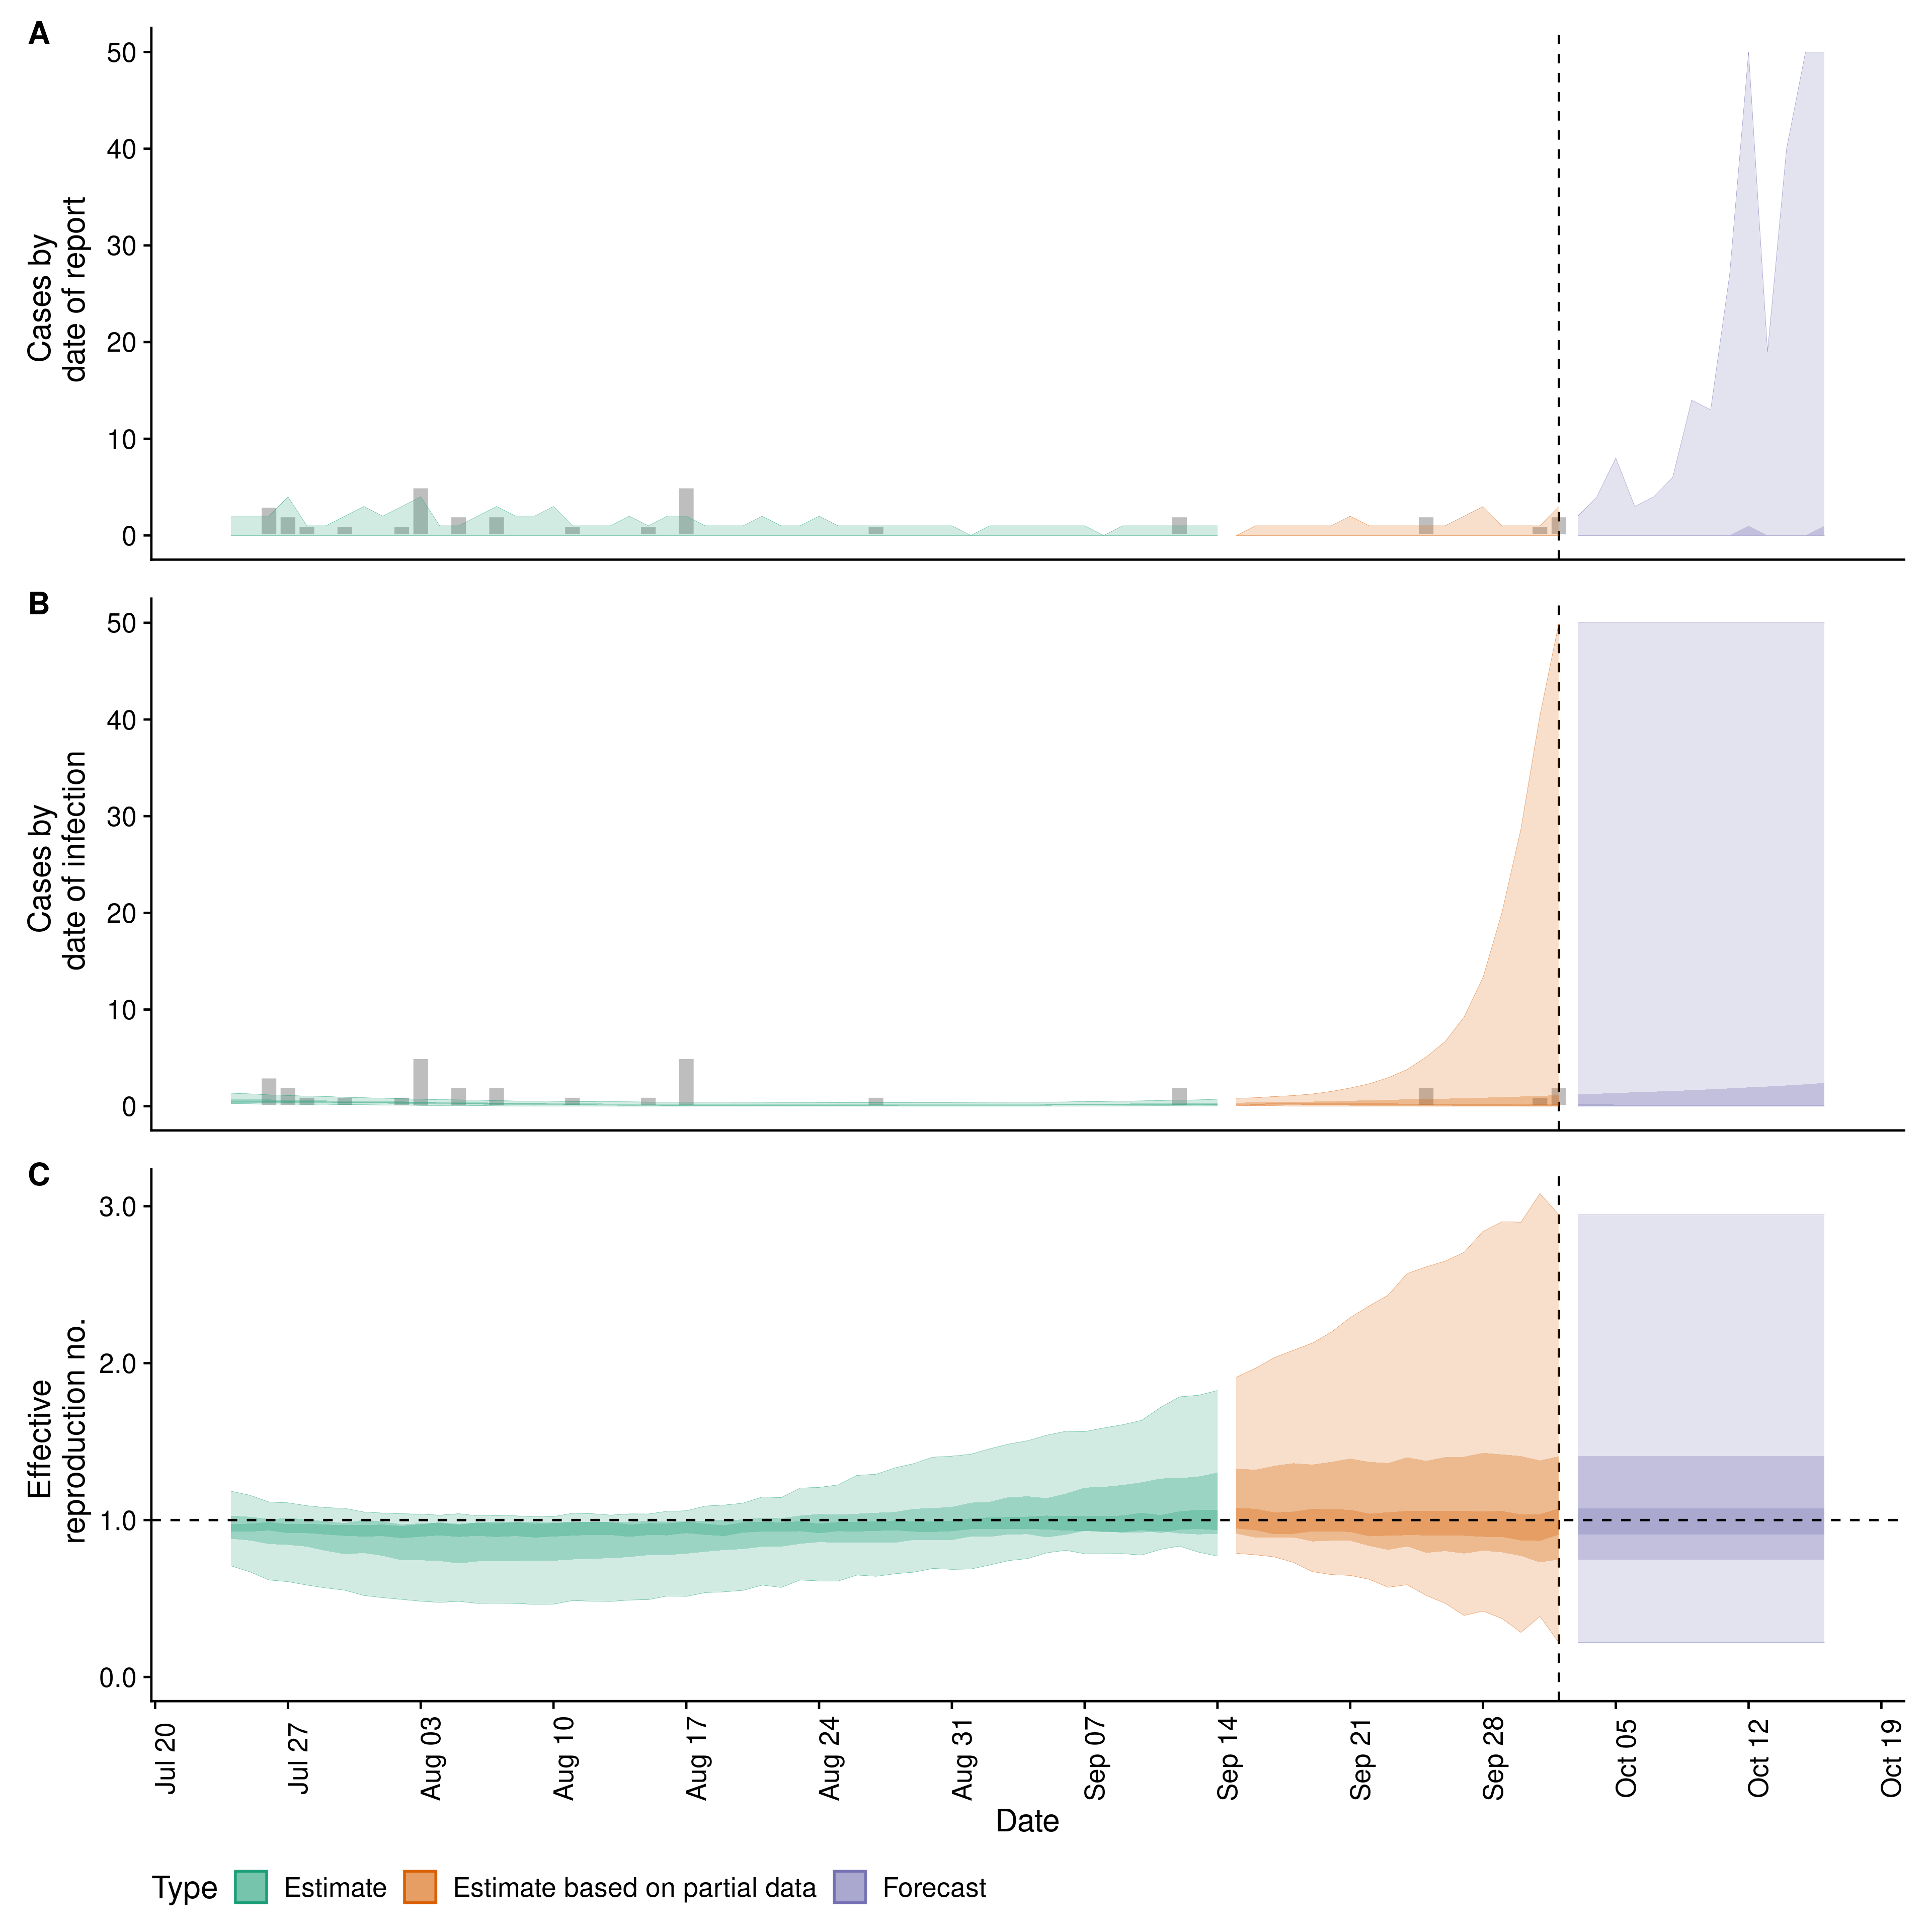 A
50
40
30
20
10
0
Cases by
date of report
B
50
40
30
20
10
0
Cases by
date of infection
C
3.0
2.0
1.0
0.0
Effective
reproduction no.
Jul 20
Jul 27
Aug 03
Aug 10
Aug 17
Aug 24
Aug 31
Sep 07
Sep 14
Sep 21
Sep 28
Oct 05
Oct 12
Oct 19
Date
Type Estimate Estimate based on partial data Forecast